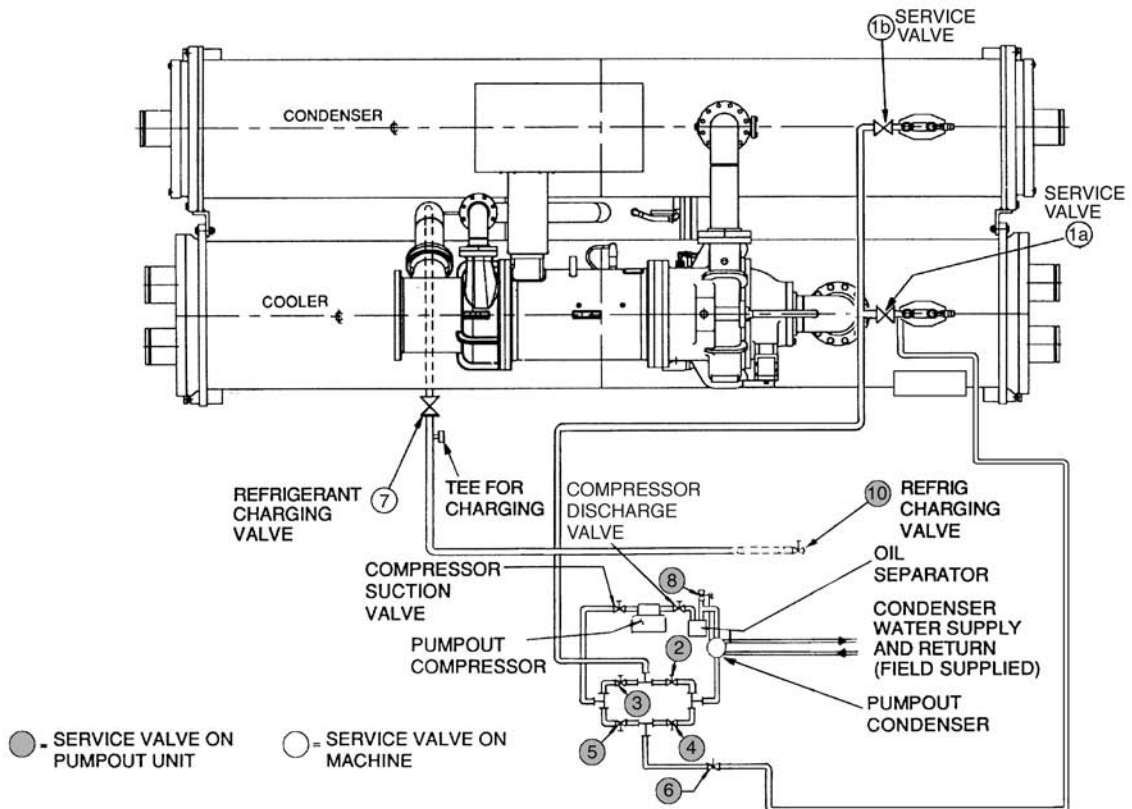 1b SERVICE
VALVE
CONDENSER
SERVICE
VALVE
1a
COOLER
REFRIGERANT
CHARGING
VALVE
7
TEE FOR
CHARGING
COMPRESSOR
DISCHARGE
VALVE
10 REFRIG
CHARGING
VALVE
OIL
SEPARATOR
8
COMPRESSOR
SUCTION
VALVE
CONDENSER
WATER SUPPLY
AND RETURN
(FIELD SUPPLIED)
PUMPOUT
COMPRESSOR
2
3
PUMPOUT
CONDENSER
5
4
6
= SERVICE VALVE ON
PUMPOUT UNIT
= SERVICE VALVE ON
MACHINE